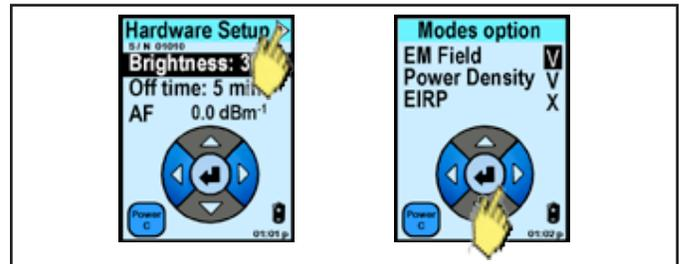 Hardware Setup
S/N 01010
Brightness: 3
Off time: 5 min
AF 0.0 dBm-1
Power
C
01:01 p
Modes option
EM Field V
Power Density V
EIRP X
Power
C
01:02 p